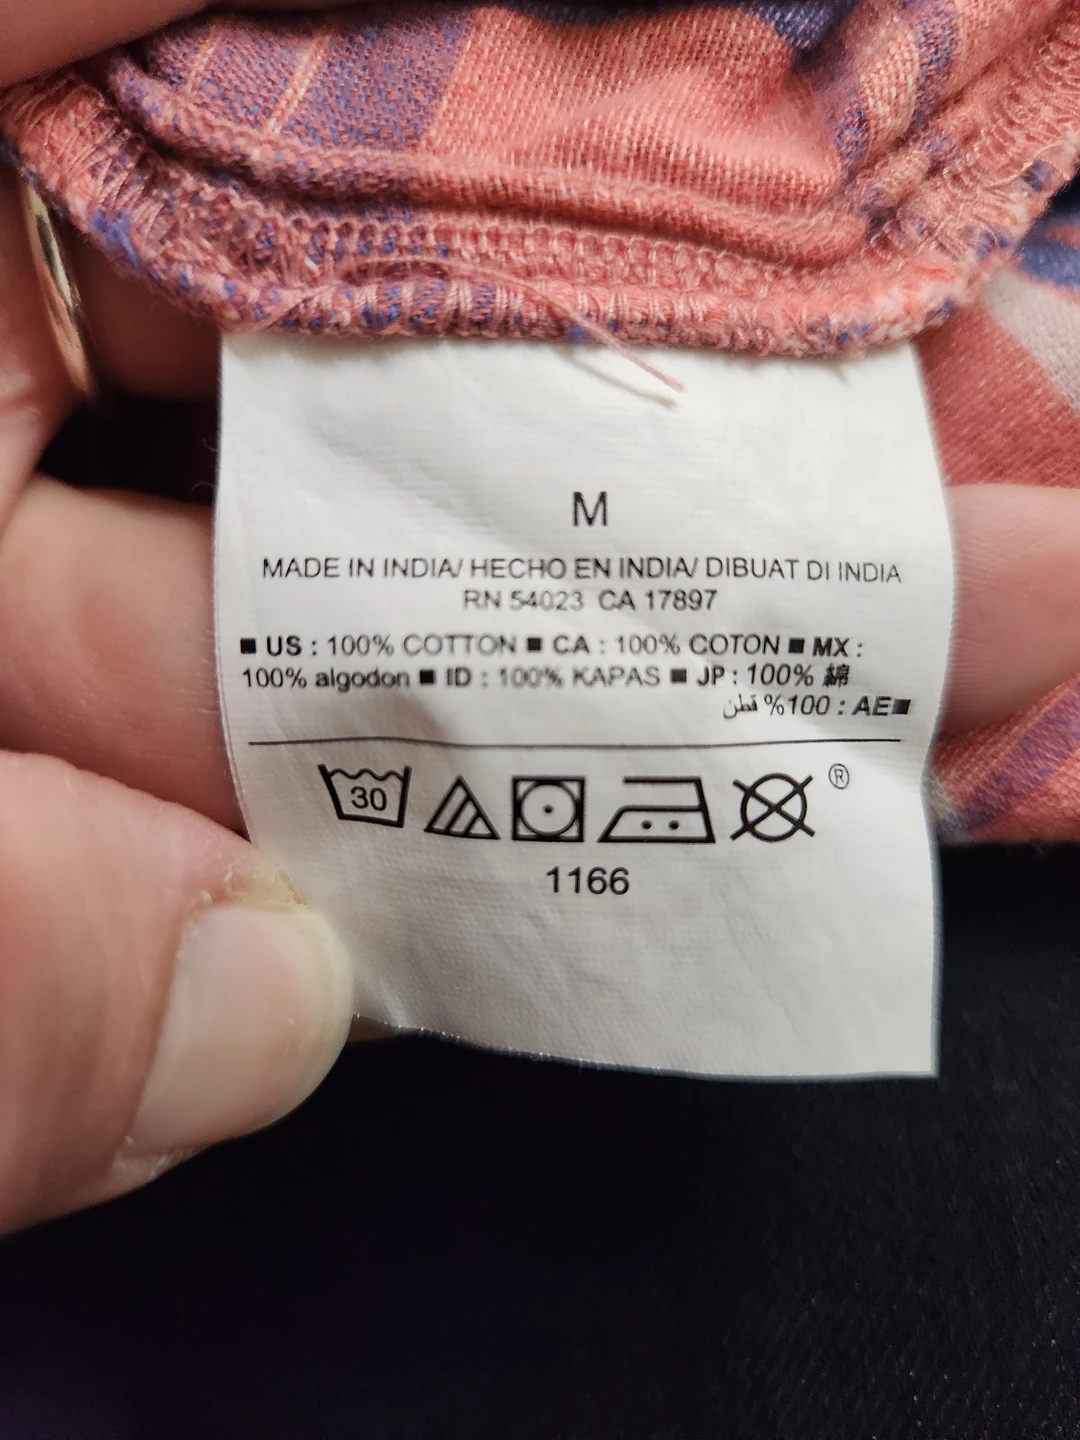 M
MADE IN INDIA/ HECHO EN INDIA/ DIBUAT DI INDIA
RN 54023 CA 17897
■ US : 100% COTTON ■ CA : 100% COTON ■ MX :
100% algodon ■ ID : 100% KAPAS ■ JP : 100% 綿
■AE : 100% قطن
30 ®
1166